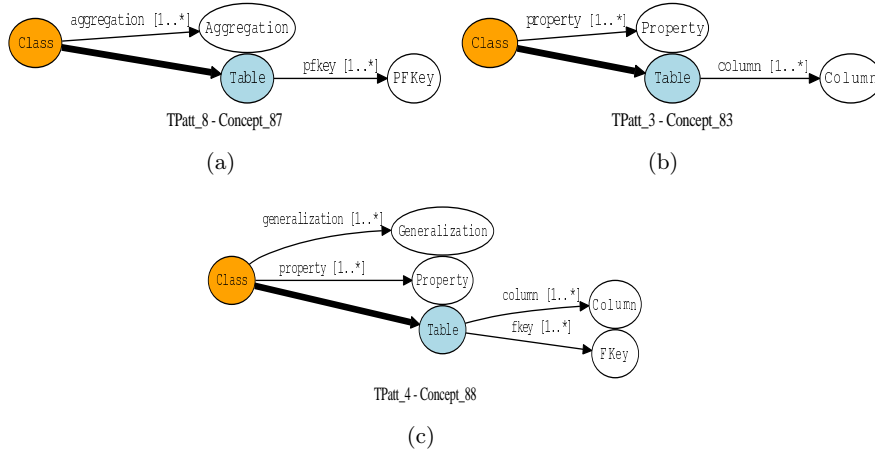 aggregation [1..*]
Class
Aggregation
Table
pfkey [1..*]
PFKey
TPatt_8 - Concept_87
(a)
property [1..*]
Class
Property
Table
column [1..*]
Column
TPatt_3 - Concept_83
(b)
generalization [1..*]
Generalization
Class
property [1..*]
Property
Table
column [1..*]
Column
fkey [1..*]
FKey
TPatt_4 - Concept_88
(c)